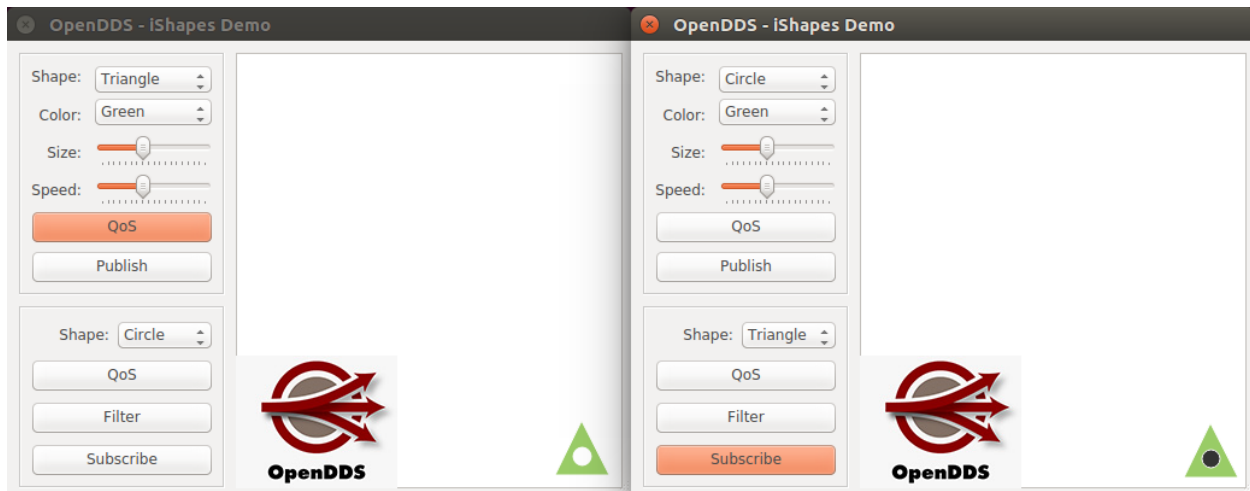 OpenDDS - iShapes Demo
Shape: Triangle
Color: Green
Size:
Speed:
QoS
Publish
Shape: Circle
QoS
Filter
Subscribe
OpenDDS
OpenDDS - iShapes Demo
Shape: Circle
Color: Green
Size:
Speed:
QoS
Publish
Shape: Triangle
QoS
Filter
Subscribe
OpenDDS